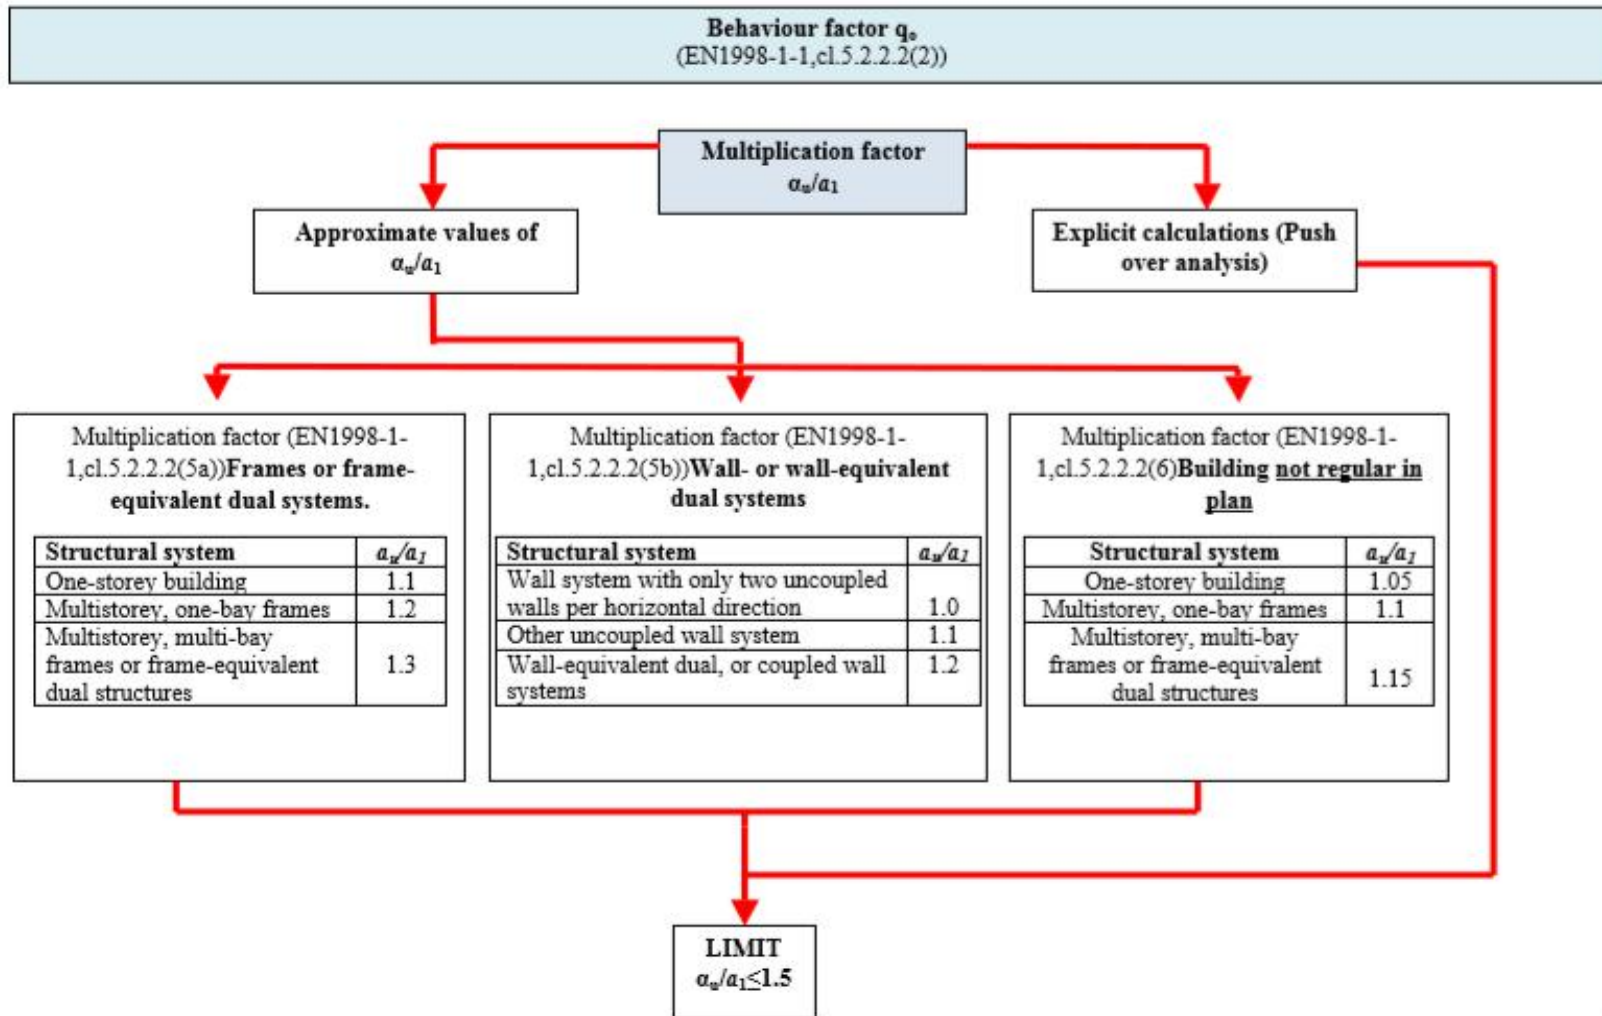 Behaviour factor qₒ
(EN1998-1-1,cl.5.2.2.2(2))
Multiplication factor
αᵤ/a₁
Approximate values of
αᵤ/a₁
Explicit calculations (Push
over analysis)
Multiplication factor (EN1998-1-
1,cl.5.2.2.2(5a))Frames or frame-
equivalent dual systems.
Structural system aᵤ/a₁
One-storey building 1.1
Multistorey, one-bay frames 1.2
Multistorey, multi-bay
frames or frame-equivalent 1.3
dual structures
Multiplication factor (EN1998-1-
1,cl.5.2.2.2(5b))Wall- or wall-equivalent
dual systems
Structural system aᵤ/a₁
Wall system with only two uncoupled
walls per horizontal direction 1.0
Other uncoupled wall system 1.1
Wall-equivalent dual, or coupled wall 1.2
systems
Multiplication factor (EN1998-1-
1,cl.5.2.2.2(6)Building not regular in
plan
Structural system aᵤ/a₁
One-storey building 1.05
Multistorey, one-bay frames 1.1
Multistorey, multi-bay
frames or frame-equivalent 1.15
dual structures
LIMIT
αᵤ/a₁≤1.5